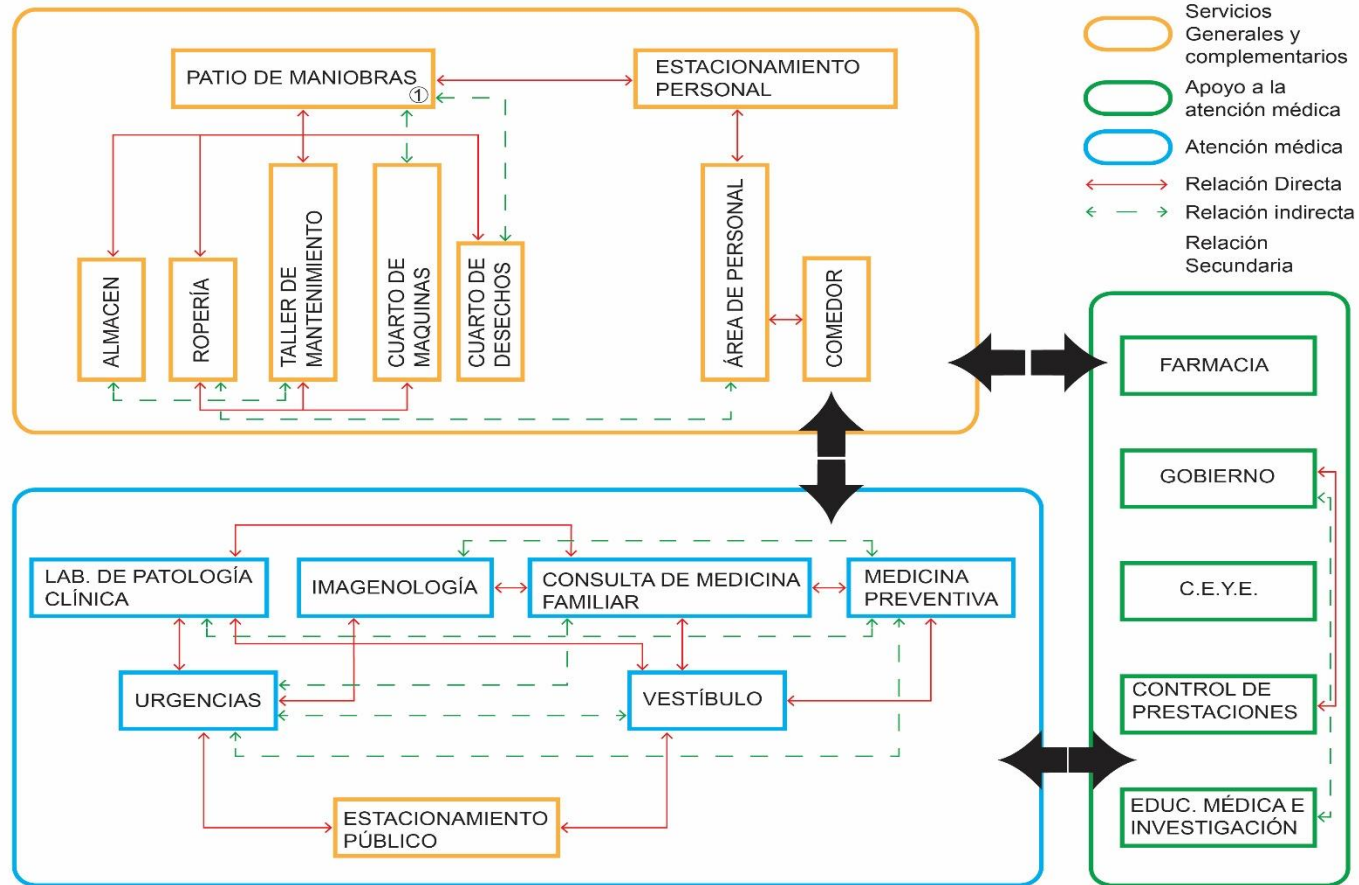 PATIO DE MANIOBRAS
①
ESTACIONAMIENTO
PERSONAL
ALMACEN
ROPERÍA
TALLER DE
MANTENIMIENTO
CUARTO DE
MAQUINAS
CUARTO DE
DESECHOS
ÁREA DE PERSONAL
COMEDOR
Servicios
Generales y
complementarios
Apoyo a la
atención médica
Atención médica
Relación Directa
Relación indirecta
Relación
Secundaria
FARMACIA
GOBIERNO
C.E.Y.E.
CONTROL DE
PRESTACIONES
EDUC. MÉDICA E
INVESTIGACIÓN
LAB. DE PATOLOGÍA
CLÍNICA
IMAGENOLOGÍA
CONSULTA DE MEDICINA
FAMILIAR
MEDICINA
PREVENTIVA
URGENCIAS
VESTÍBULO
ESTACIONAMIENTO
PÚBLICO